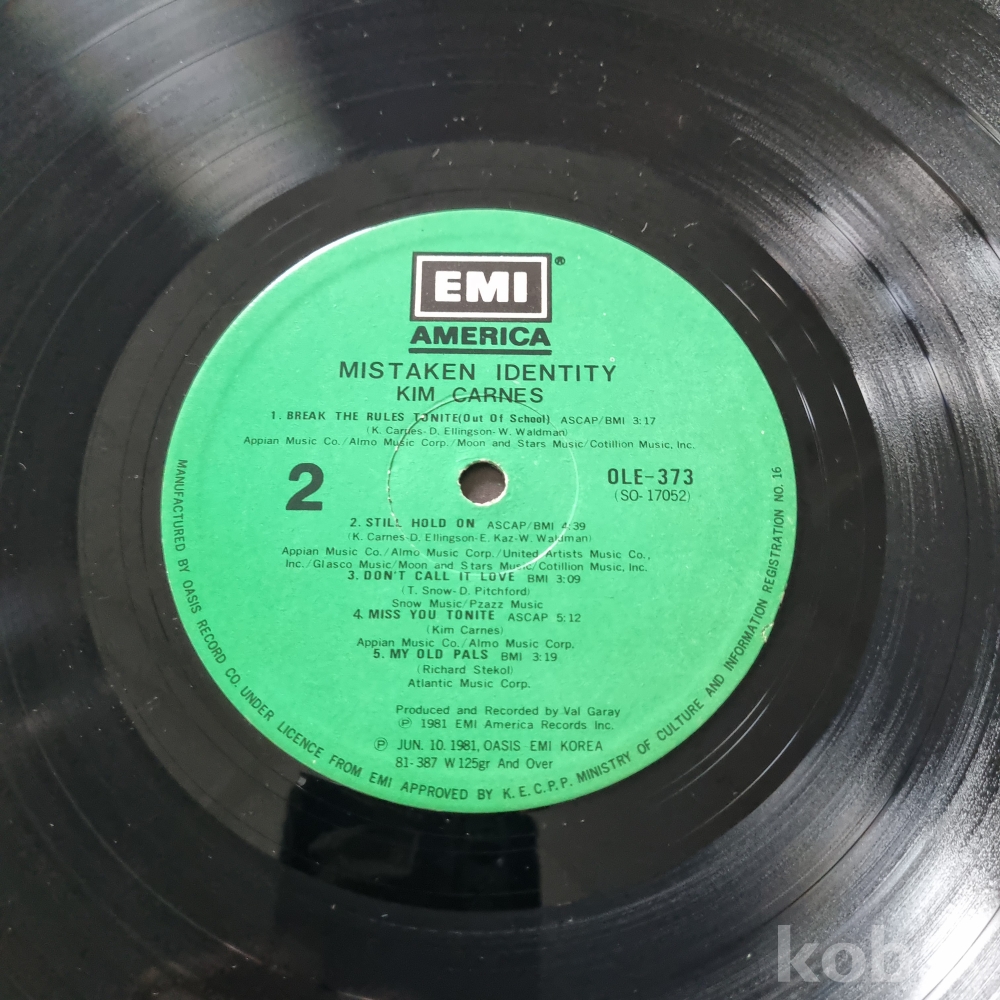 EMI®
AMERICA
MISTAKEN IDENTITY
KIM CARNES
1. BREAK THE RULES TONITE(Out Of School) ASCAP/BMI 3:17
(K. Carnes-D. Ellingson-W. Waldman)
Appian Music Co./Almo Music Corp./Moon and Stars Music/Cotillion Music, Inc.
2
OLE-373
(SO-17052)
2. STILL HOLD ON ASCAP/BMI 4:39
(K. Carnes-D. Ellingson-E. Kaz-W. Waldman)
Appian Music Co./Almo Music Corp./United Artists Music Co.,
Inc./Glasco Music/Moon and Stars Music/Cotillion Music, Inc.
3. DON'T CALL IT LOVE BMI 3:09
(T. Snow-D. Pitchford)
Snow Music/Pzazz Music
4. MISS YOU TONITE ASCAP 5:12
(Kim Carnes)
Appian Music Co./Almo Music Corp.
5. MY OLD PALS BMI 3:19
(Richard Stekol)
Atlantic Music Corp.
Produced and Recorded by Val Garay
℗ 1981 EMI America Records Inc.
℗ JUN. 10. 1981, OASIS EMI KOREA
81-387 W 125gr And Over
MANUFACTURED BY OASIS RECORD CO. UNDER LICENCE FROM EMI APPROVED BY K.E.C.P.P. MINISTRY OF CULTURE AND INFORMATION REGISTRATION NO. 16